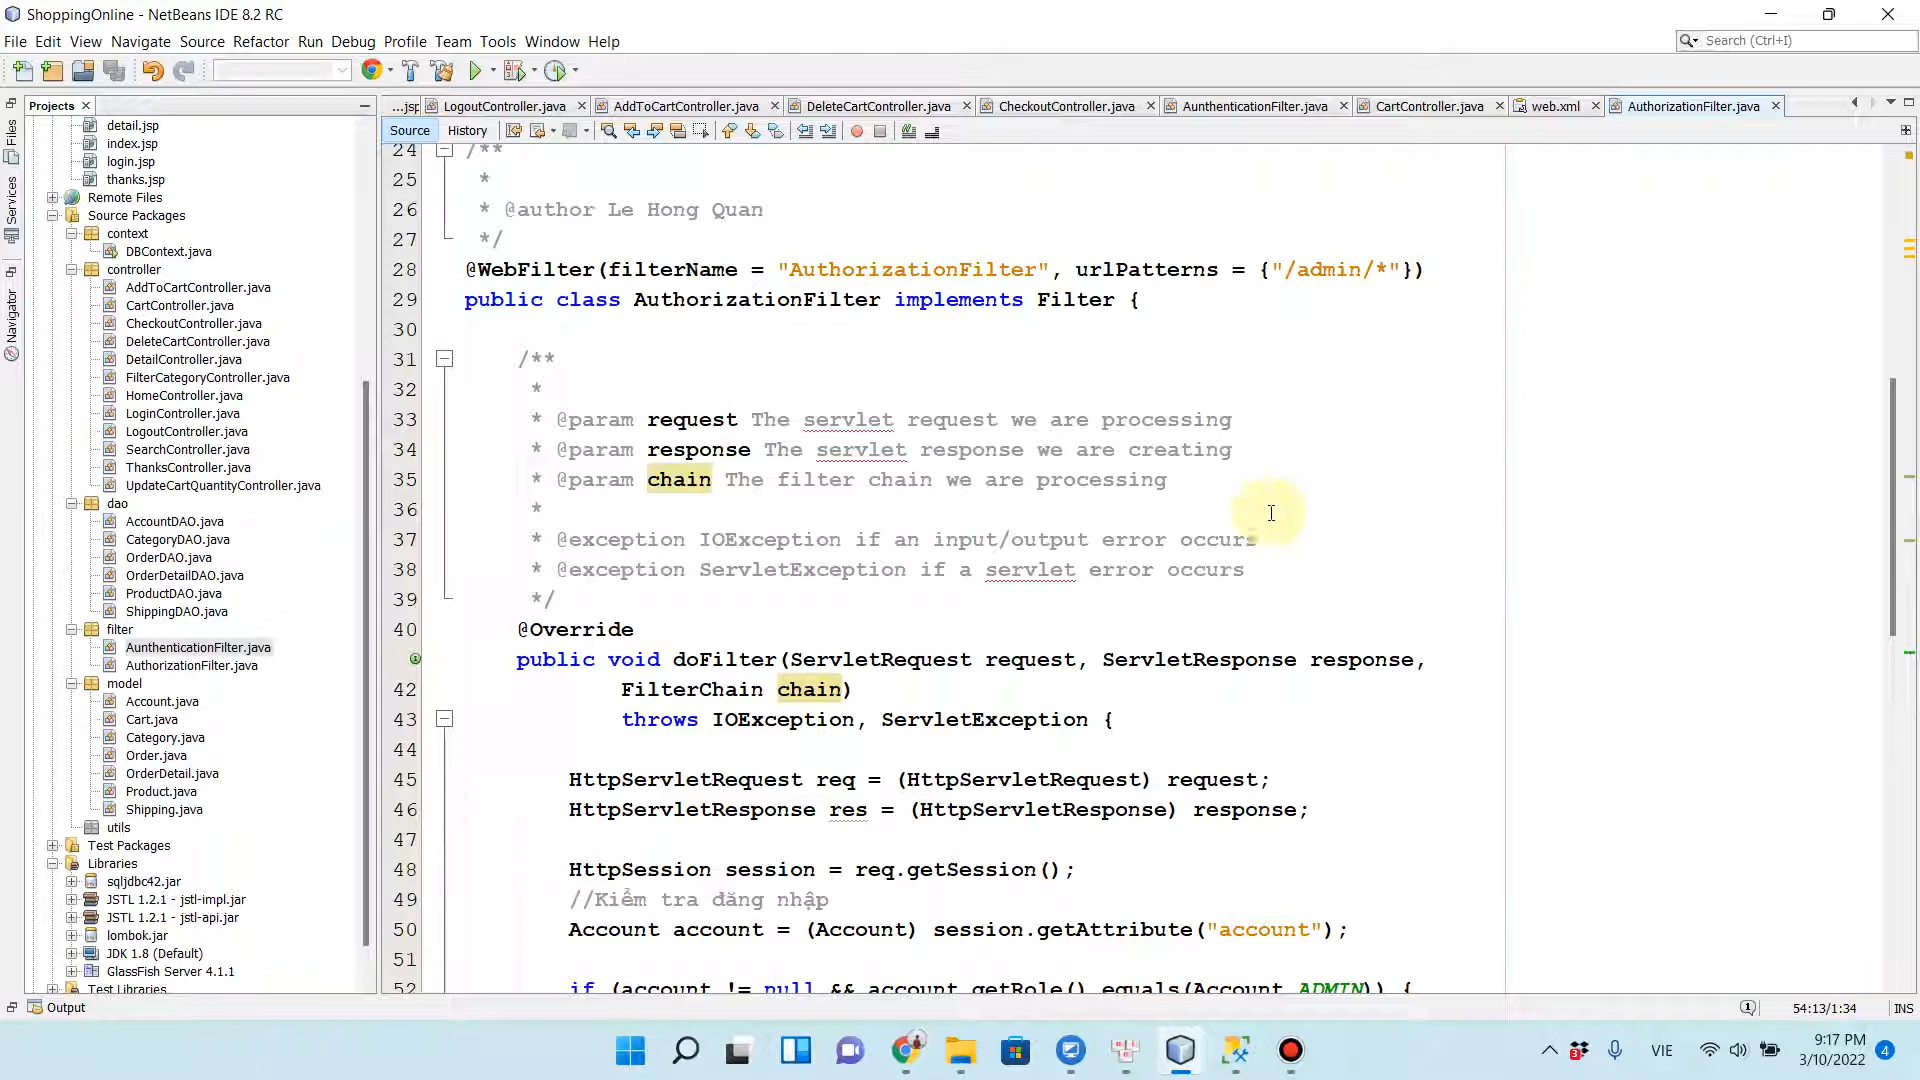 ShoppingOnline - NetBeans IDE 8.2 RC
File Edit View Navigate Source Refactor Run Debug Profile Team Tools Window Help
Search (Ctrl+I)
Projects
...jsp LogoutController.java AddToCartController.java DeleteCartController.java CheckoutController.java AunthenticationFilter.java CartController.java web.xml AuthorizationFilter.java
Source History
Files
Services
Navigator
detail.jsp
index.jsp
login.jsp
thanks.jsp
Remote Files
Source Packages
context
DBContext.java
controller
AddToCartController.java
CartController.java
CheckoutController.java
DeleteCartController.java
DetailController.java
FilterCategoryController.java
HomeController.java
LoginController.java
LogoutController.java
SearchController.java
ThanksController.java
UpdateCartQuantityController.java
dao
AccountDAO.java
CategoryDAO.java
OrderDAO.java
OrderDetailDAO.java
ProductDAO.java
ShippingDAO.java
filter
AunthenticationFilter.java
AuthorizationFilter.java
model
Account.java
Cart.java
Category.java
Order.java
OrderDetail.java
Product.java
Shipping.java
utils
Test Packages
Libraries
sqljdbc42.jar
JSTL 1.2.1 - jstl-impl.jar
JSTL 1.2.1 - jstl-api.jar
lombok.jar
JDK 1.8 (Default)
GlassFish Server 4.1.1
Test Libraries
24 /**
25 *
26 * @author Le Hong Quan
27 */
28 @WebFilter(filterName = "AuthorizationFilter", urlPatterns = {"/admin/*"})
29 public class AuthorizationFilter implements Filter {
30
31 /**
32 *
33 * @param request The servlet request we are processing
34 * @param response The servlet response we are creating
35 * @param chain The filter chain we are processing
36 *
37 * @exception IOException if an input/output error occurs
38 * @exception ServletException if a servlet error occurs
39 */
40 @Override
public void doFilter(ServletRequest request, ServletResponse response,
42 FilterChain chain)
43 throws IOException, ServletException {
44
45 HttpServletRequest req = (HttpServletRequest) request;
46 HttpServletResponse res = (HttpServletResponse) response;
47
48 HttpSession session = req.getSession();
49 //Kiểm tra đăng nhập
50 Account account = (Account) session.getAttribute("account");
51
52 if (account != null && account.getRole().equals(Account.ADMIN)) {
Output
54:13/1:34 INS
VIE
9:17 PM
3/10/2022
4
3